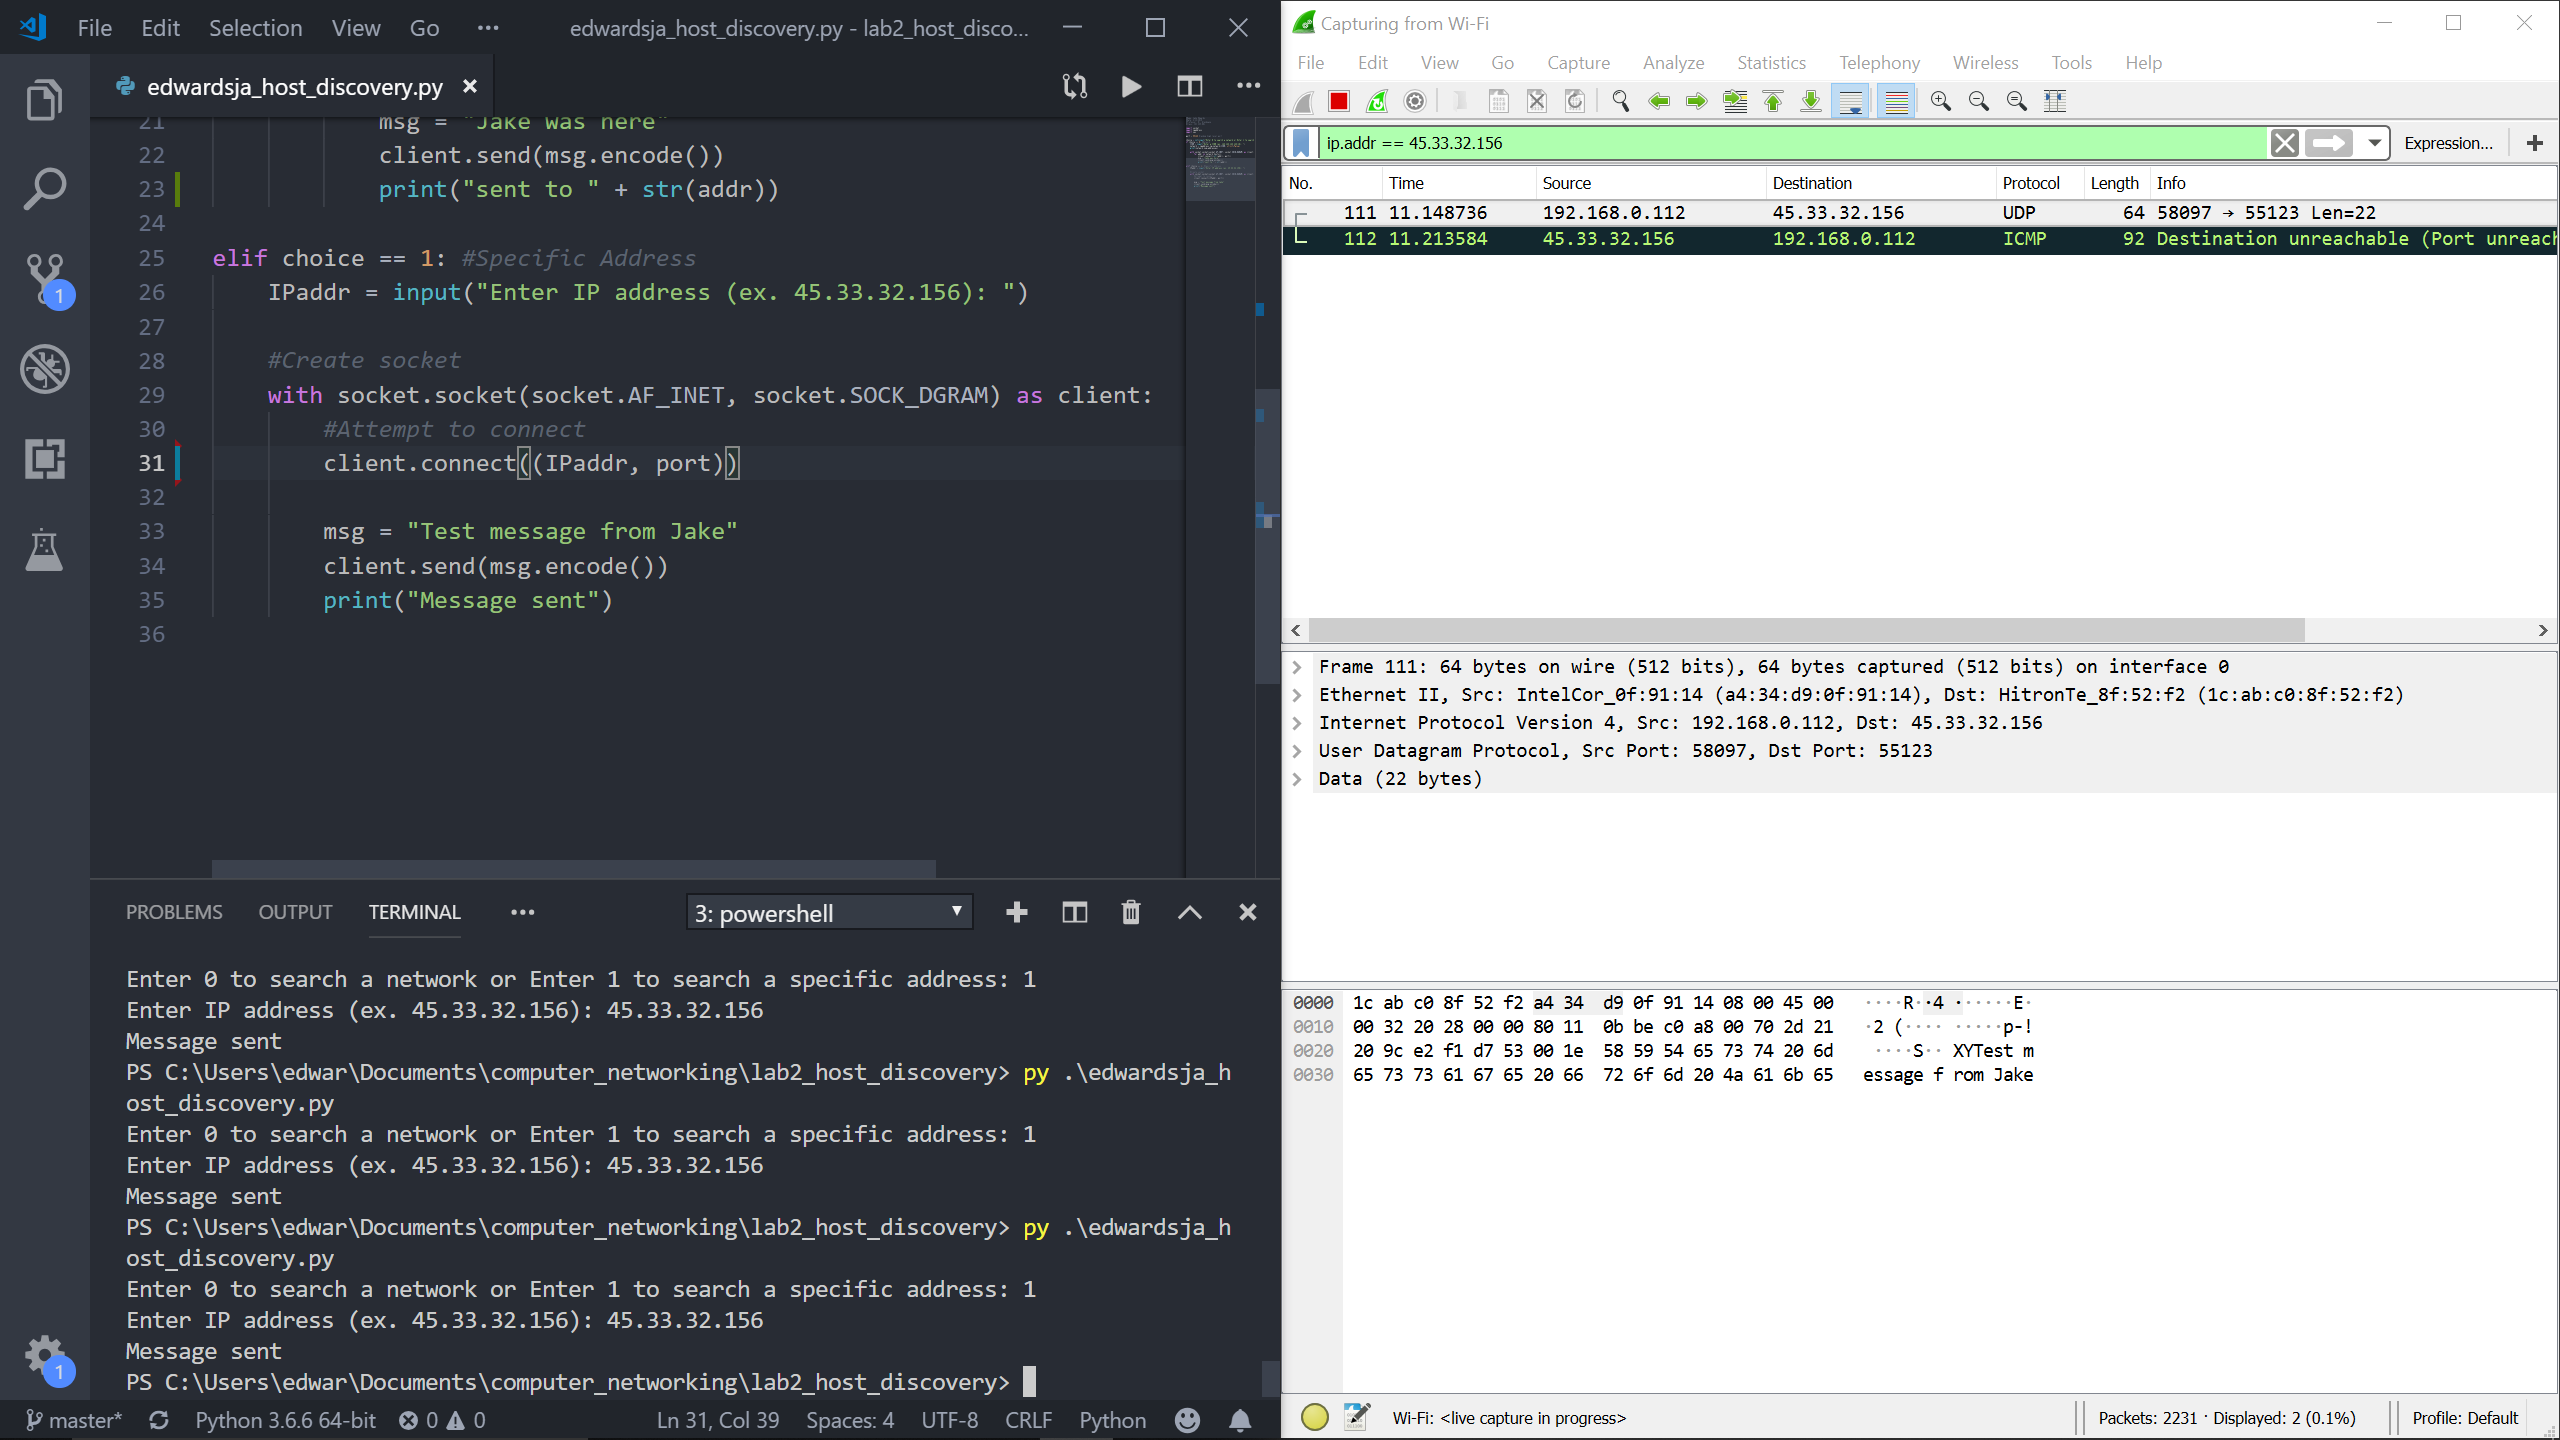 File Edit Selection View Go ··· edwardsja_host_discovery.py - lab2_host_disco...
edwardsja_host_discovery.py
21 msg = "Jake was here"
22 client.send(msg.encode())
23 print("sent to " + str(addr))
24
25 elif choice == 1: #Specific Address
26 IPaddr = input("Enter IP address (ex. 45.33.32.156): ")
27
28 #Create socket
29 with socket.socket(socket.AF_INET, socket.SOCK_DGRAM) as client:
30 #Attempt to connect
31 client.connect((IPaddr, port))
32
33 msg = "Test message from Jake"
34 client.send(msg.encode())
35 print("Message sent")
36
1
PROBLEMS OUTPUT TERMINAL ··· 3: powershell
Enter 0 to search a network or Enter 1 to search a specific address: 1
Enter IP address (ex. 45.33.32.156): 45.33.32.156
Message sent
PS C:\Users\edwar\Documents\computer_networking\lab2_host_discovery> py .\edwardsja_h
ost_discovery.py
Enter 0 to search a network or Enter 1 to search a specific address: 1
Enter IP address (ex. 45.33.32.156): 45.33.32.156
Message sent
PS C:\Users\edwar\Documents\computer_networking\lab2_host_discovery> py .\edwardsja_h
ost_discovery.py
Enter 0 to search a network or Enter 1 to search a specific address: 1
Enter IP address (ex. 45.33.32.156): 45.33.32.156
Message sent
PS C:\Users\edwar\Documents\computer_networking\lab2_host_discovery>
1
master* Python 3.6.6 64-bit 0 0 Ln 31, Col 39 Spaces: 4 UTF-8 CRLF Python
Capturing from Wi-Fi
File Edit View Go Capture Analyze Statistics Telephony Wireless Tools Help
ip.addr == 45.33.32.156 Expression... +
No. Time Source Destination Protocol Length Info
111 11.148736 192.168.0.112 45.33.32.156 UDP 64 58097 → 55123 Len=22
112 11.213584 45.33.32.156 192.168.0.112 ICMP 92 Destination unreachable (Port unreach
Frame 111: 64 bytes on wire (512 bits), 64 bytes captured (512 bits) on interface 0
Ethernet II, Src: IntelCor_0f:91:14 (a4:34:d9:0f:91:14), Dst: HitronTe_8f:52:f2 (1c:ab:c0:8f:52:f2)
Internet Protocol Version 4, Src: 192.168.0.112, Dst: 45.33.32.156
User Datagram Protocol, Src Port: 58097, Dst Port: 55123
Data (22 bytes)
0000 1c ab c0 8f 52 f2 a4 34 d9 0f 91 14 08 00 45 00 ····R··4 ······E·
0010 00 32 20 28 00 00 80 11 0b be c0 a8 00 70 2d 21 ·2 (···· ·····p-!
0020 20 9c e2 f1 d7 53 00 1e 58 59 54 65 73 74 20 6d ····S·· XYTest m
0030 65 73 73 61 67 65 20 66 72 6f 6d 20 4a 61 6b 65 essage f rom Jake
Wi-Fi: <live capture in progress> Packets: 2231 · Displayed: 2 (0.1%) Profile: Default